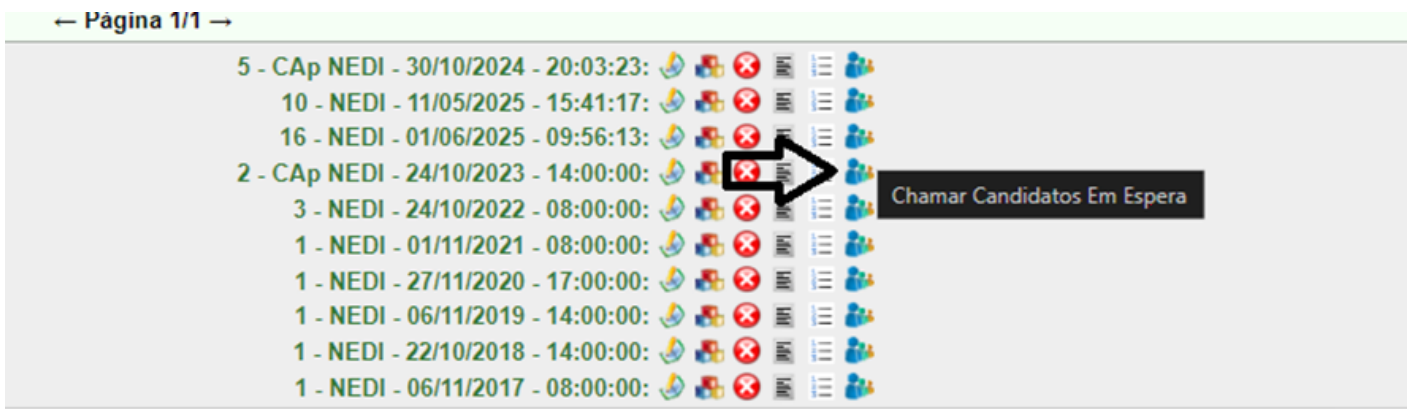 ← Página 1/1 →
5 - CAp NEDI - 30/10/2024 - 20:03:23:
10 - NEDI - 11/05/2025 - 15:41:17:
16 - NEDI - 01/06/2025 - 09:56:13:
2 - CAp NEDI - 24/10/2023 - 14:00:00:
Chamar Candidatos Em Espera
3 - NEDI - 24/10/2022 - 08:00:00:
1 - NEDI - 01/11/2021 - 08:00:00:
1 - NEDI - 27/11/2020 - 17:00:00:
1 - NEDI - 06/11/2019 - 14:00:00:
1 - NEDI - 22/10/2018 - 14:00:00:
1 - NEDI - 06/11/2017 - 08:00:00: